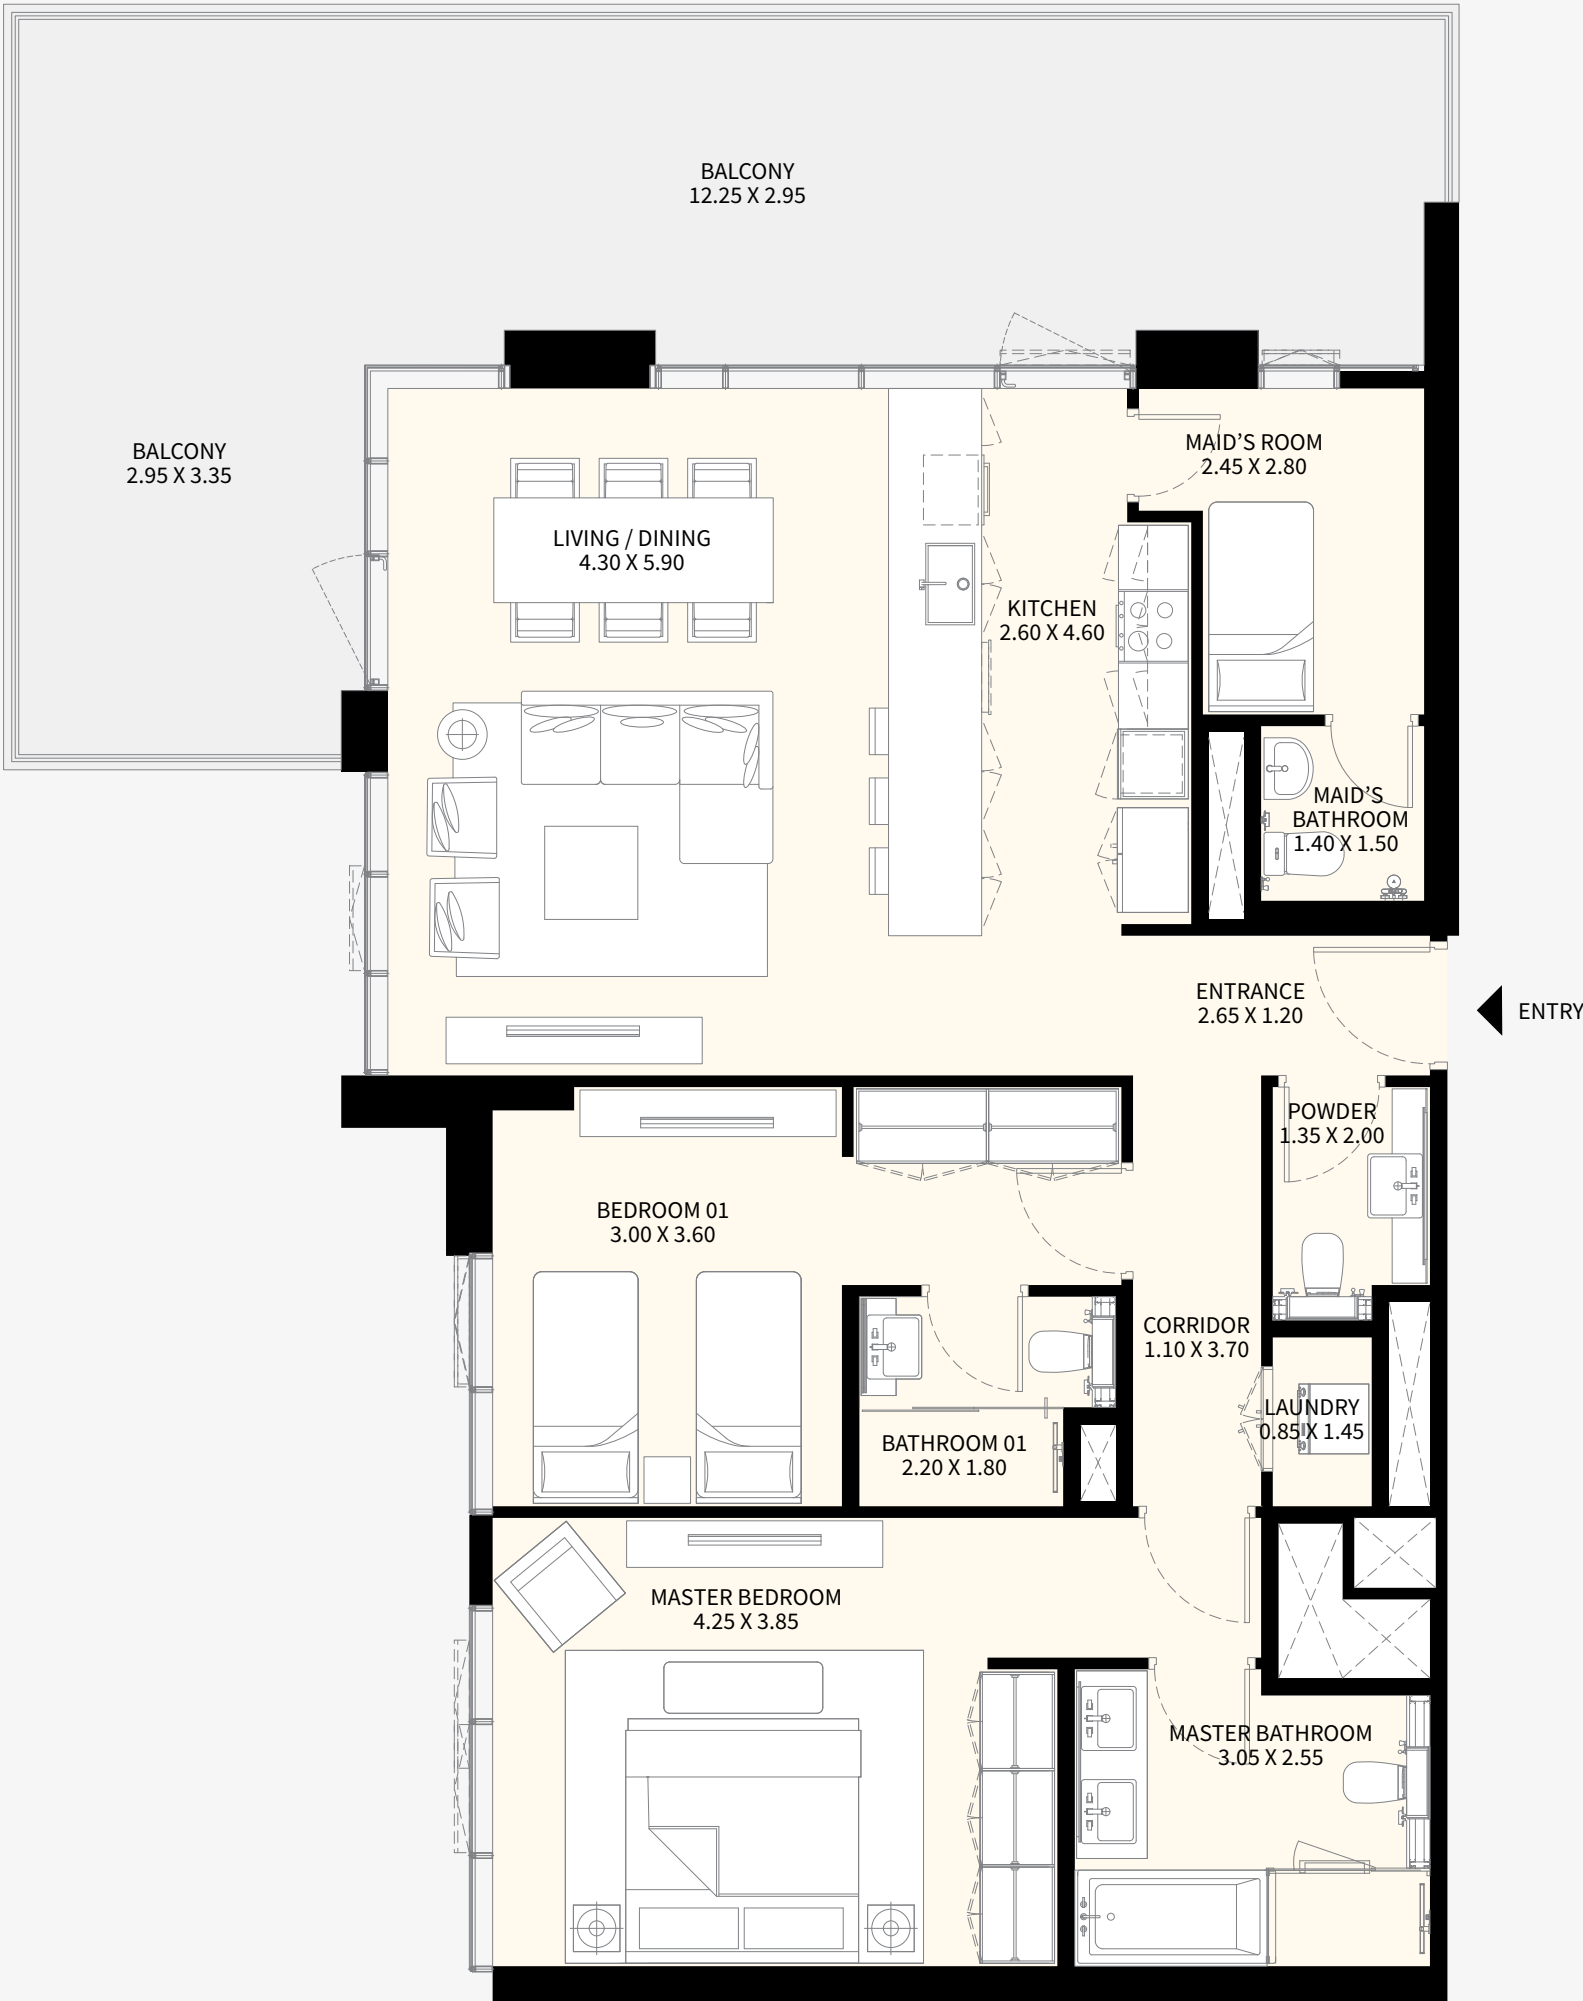 BALCONY
12.25 X 2.95
BALCONY
2.95 X 3.35
MAID’S ROOM
2.45 X 2.80
LIVING / DINING
4.30 X 5.90
KITCHEN
2.60 X 4.60
MAID’S
BATHROOM
1.40 X 1.50
ENTRANCE
2.65 X 1.20
ENTRY
POWDER
1.35 X 2.00
BEDROOM 01
3.00 X 3.60
CORRIDOR
1.10 X 3.70
LAUNDRY
0.85 X 1.45
BATHROOM 01
2.20 X 1.80
MASTER BEDROOM
4.25 X 3.85
MASTER BATHROOM
3.05 X 2.55